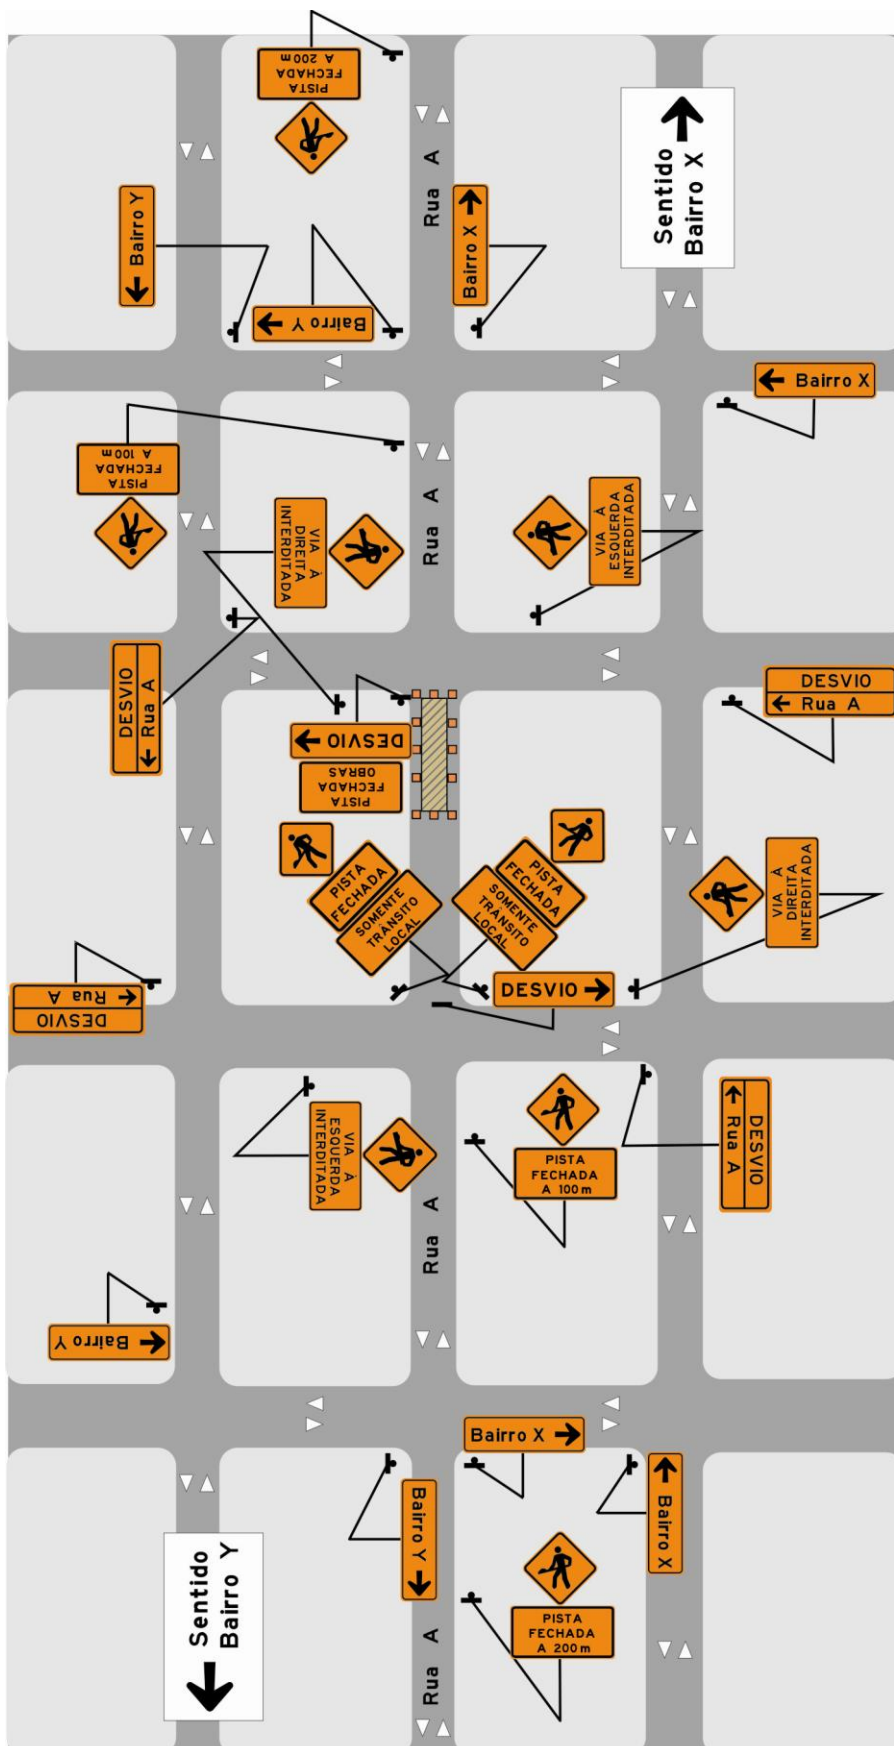 PISTA
FECHADA
A 200m
Rua A
Bairro Y
Bairro X
Bairro Y
Sentido
Bairro X
Bairro X
PISTA
FECHADA
A 100m
Rua A
VIA À
DIREITA
INTERDITADA
VIA À
ESQUERDA
INTERDITADA
DESVIO
Rua A
DESVIO
Rua A
DESVIO
PISTA
FECHADA
OBRAS
PISTA
FECHADA
SOMENTE
TRÂNSITO
LOCAL
PISTA
FECHADA
SOMENTE
TRÂNSITO
LOCAL
VIA À
DIREITA
INTERDITADA
DESVIO
DESVIO
Rua A
VIA À
ESQUERDA
INTERDITADA
PISTA
FECHADA
A 100m
DESVIO
Rua A
Rua A
Bairro Y
Bairro X
Bairro Y
Bairro X
Sentido
Bairro Y
PISTA
FECHADA
A 200m
Rua A